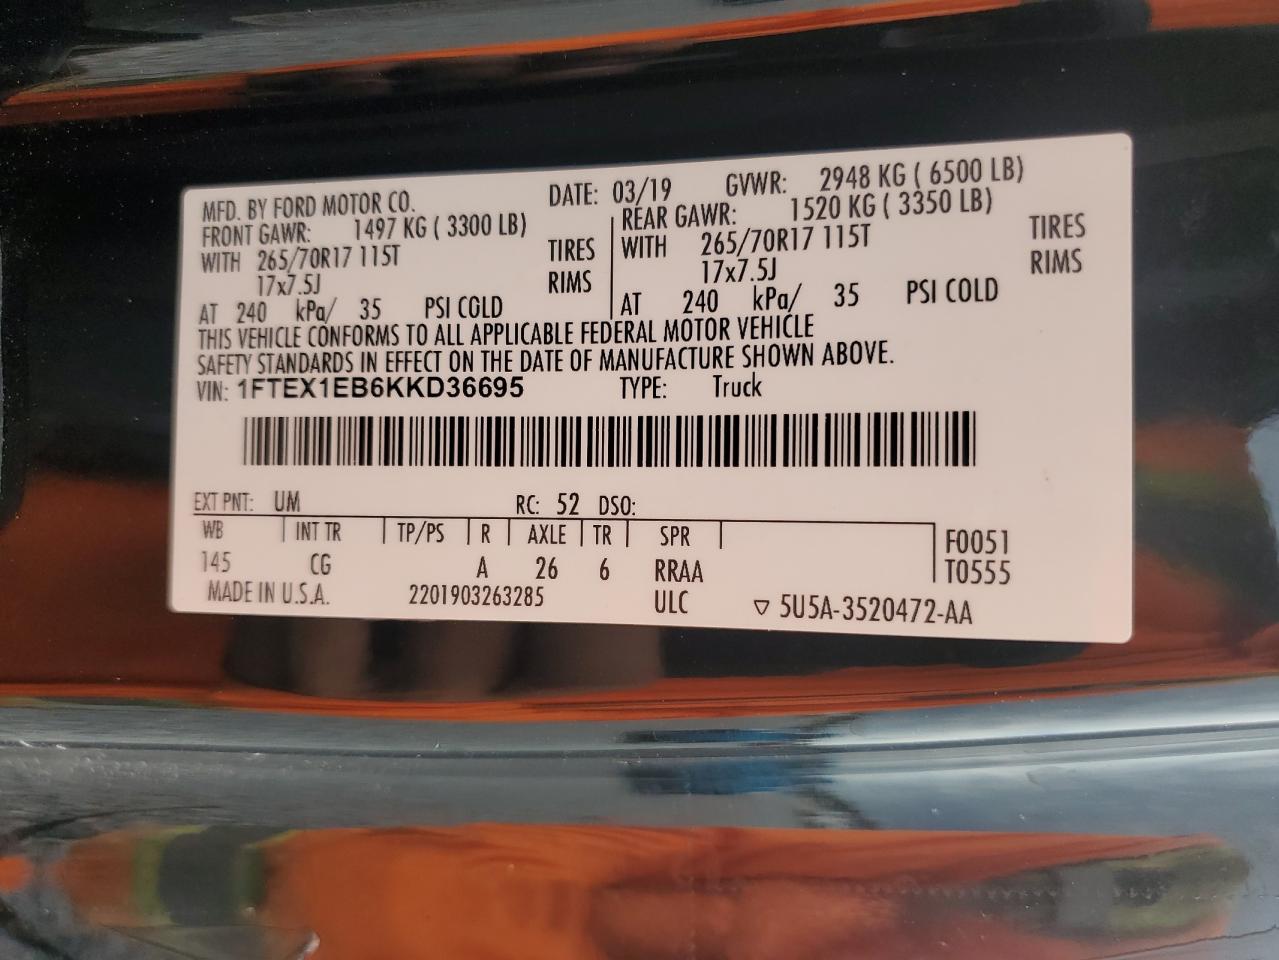 MFD. BY FORD MOTOR CO. DATE: 03/19 GVWR: 2948 KG ( 6500 LB)
FRONT GAWR: 1497 KG ( 3300 LB) REAR GAWR: 1520 KG ( 3350 LB)
WITH 265/70R17 115T TIRES WITH 265/70R17 115T TIRES
17x7.5J RIMS 17x7.5J RIMS
AT 240 kPa/ 35 PSI COLD AT 240 kPa/ 35 PSI COLD
THIS VEHICLE CONFORMS TO ALL APPLICABLE FEDERAL MOTOR VEHICLE
SAFETY STANDARDS IN EFFECT ON THE DATE OF MANUFACTURE SHOWN ABOVE.
VIN: 1FTEX1EB6KKD36695 TYPE: Truck
EXT PNT: UM RC: 52 DSO:
WB INT TR TP/PS R AXLE TR SPR F0051
145 CG A 26 6 RRAA T0555
MADE IN U.S.A. 2201903263285 ULC ▽ 5U5A-3520472-AA